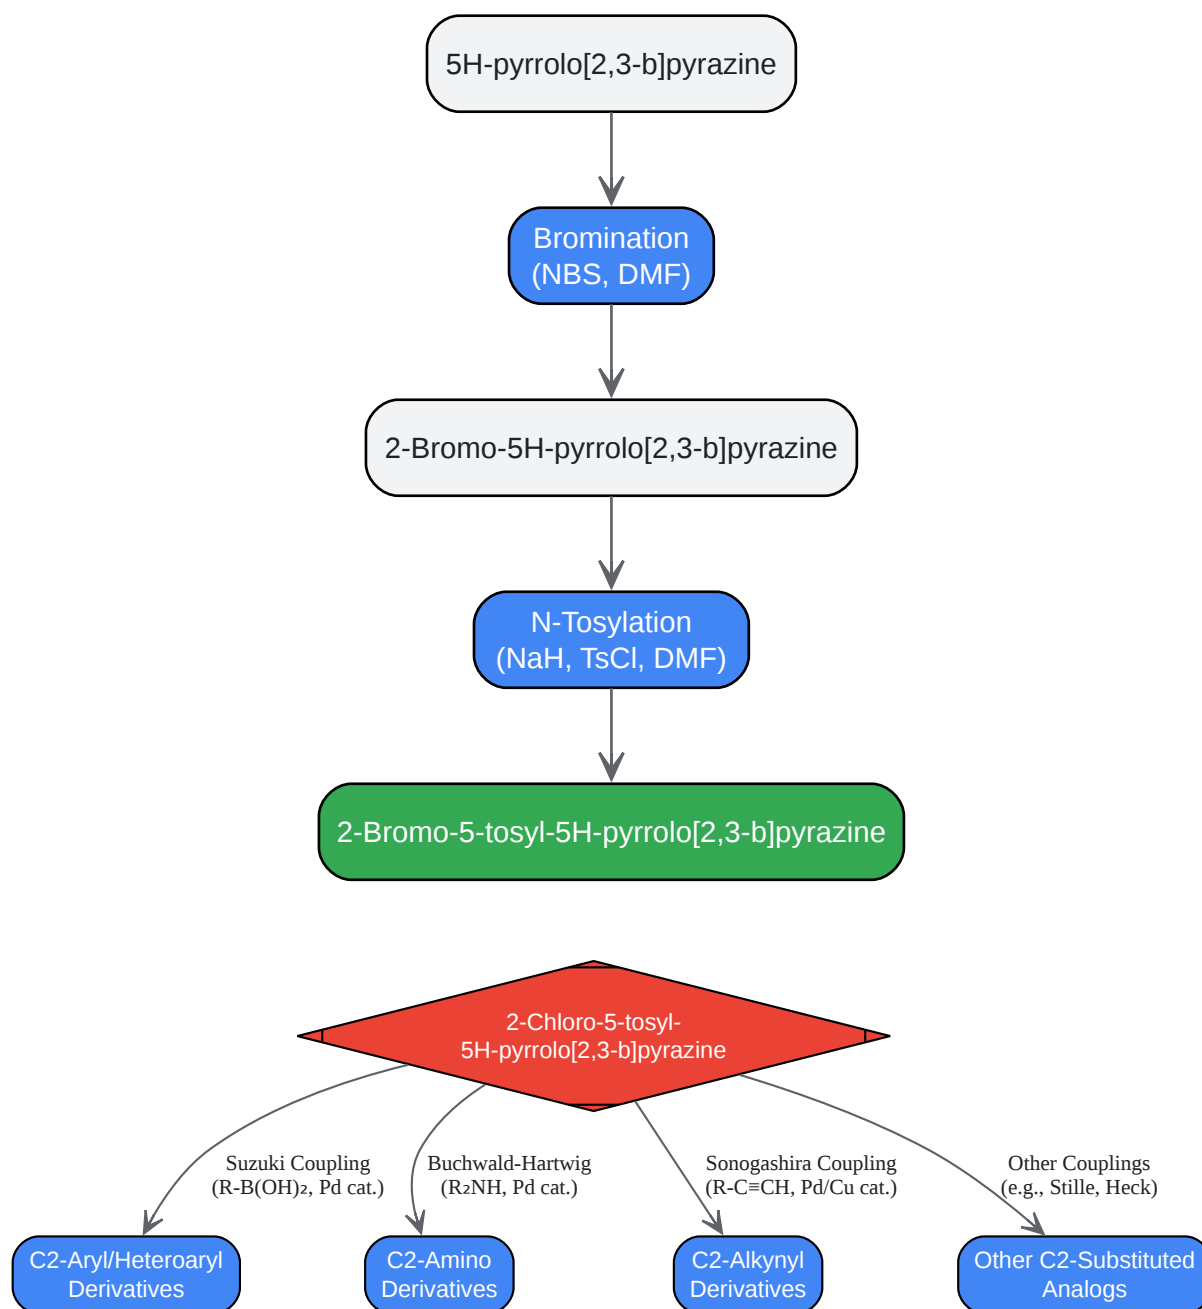 5H-pyrrolo[2,3-b]pyrazine
Bromination
(NBS, DMF)
2-Bromo-5H-pyrrolo[2,3-b]pyrazine
N-Tosylation
(NaH, TsCl, DMF)
2-Bromo-5-tosyl-5H-pyrrolo[2,3-b]pyrazine
2-Chloro-5-tosyl-
5H-pyrrolo[2,3-b]pyrazine
Suzuki Coupling
(R-B(OH)₂, Pd cat.)
Buchwald-Hartwig
(R₂NH, Pd cat.)
Sonogashira Coupling
(R-C≡CH, Pd/Cu cat.)
Other Couplings
(e.g., Stille, Heck)
C2-Aryl/Heteroaryl
Derivatives
C2-Amino
Derivatives
C2-Alkynyl
Derivatives
Other C2-Substituted
Analogs